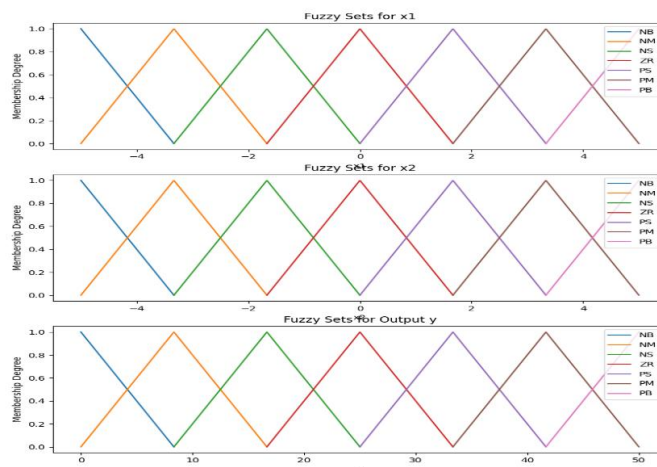 Fuzzy Sets for x1
Membership Degree
1.0
0.8
0.6
0.4
0.2
0.0
NB
NM
NS
ZR
PS
PM
PB
−4
−2
0
2
4
Fuzzy Sets for x2
Membership Degree
1.0
0.8
0.6
0.4
0.2
0.0
NB
NM
NS
ZR
PS
PM
PB
−4
−2
0
2
4
Fuzzy Sets for Output y
Membership Degree
1.0
0.8
0.6
0.4
0.2
0.0
NB
NM
NS
ZR
PS
PM
PB
0
10
20
30
40
50